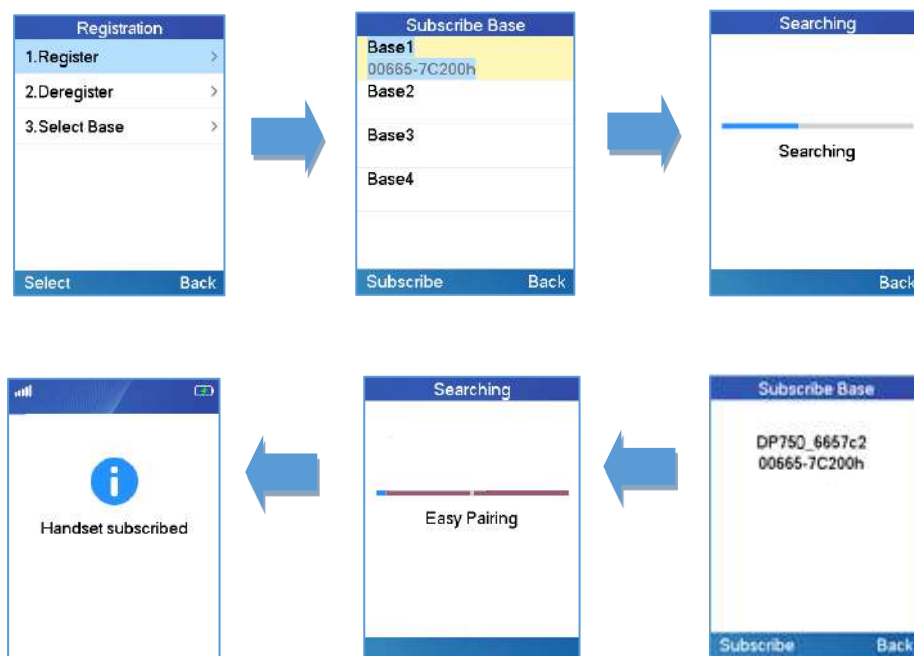 Registration
1.Register
2.Deregister
3.Select Base
Select Back
Subscribe Base
Base1
00665-7C200h
Base2
Base3
Base4
Subscribe Back
Searching
Searching
Back
Subscribe Base
DP750_6657c2
00665-7C200h
Subscribe Back
Searching
Easy Pairing
Handset subscribed